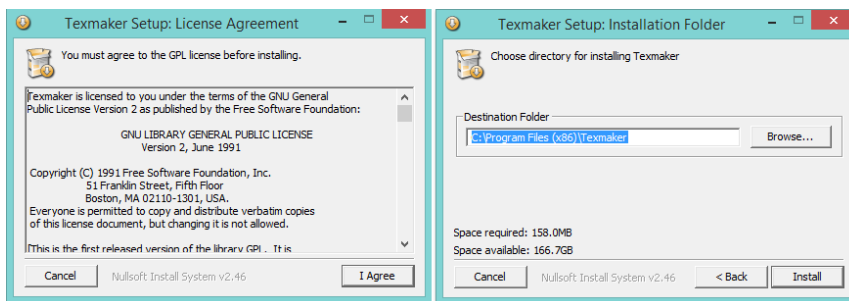 Texmaker Setup: License Agreement
You must agree to the GPL license before installing.
Texmaker is licensed to you under the terms of the GNU General
Public License Version 2 as published by the Free Software Foundation:
GNU LIBRARY GENERAL PUBLIC LICENSE
Version 2, June 1991
Copyright (C) 1991 Free Software Foundation, Inc.
51 Franklin Street, Fifth Floor
Boston, MA 02110-1301, USA.
Everyone is permitted to copy and distribute verbatim copies
of this license document, but changing it is not allowed.
[This is the first released version of the library GPL. It is
Cancel
Nullsoft Install System v2.46
I Agree
Texmaker Setup: Installation Folder
Choose directory for installing Texmaker
Destination Folder
C:\Program Files (x86)\Texmaker
Browse...
Space required: 158.0MB
Space available: 166.7GB
Cancel
Nullsoft Install System v2.46
< Back
Install